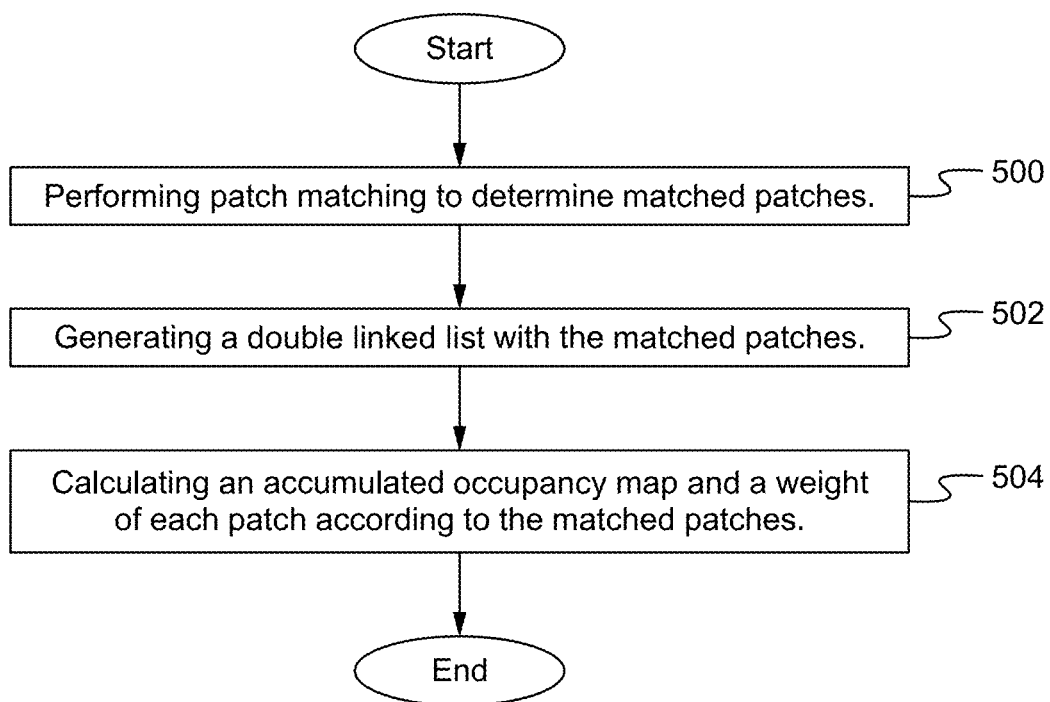 Start
Performing patch matching to determine matched patches.
500
Generating a double linked list with the matched patches.
502
Calculating an accumulated occupancy map and a weight
of each patch according to the matched patches.
504
End